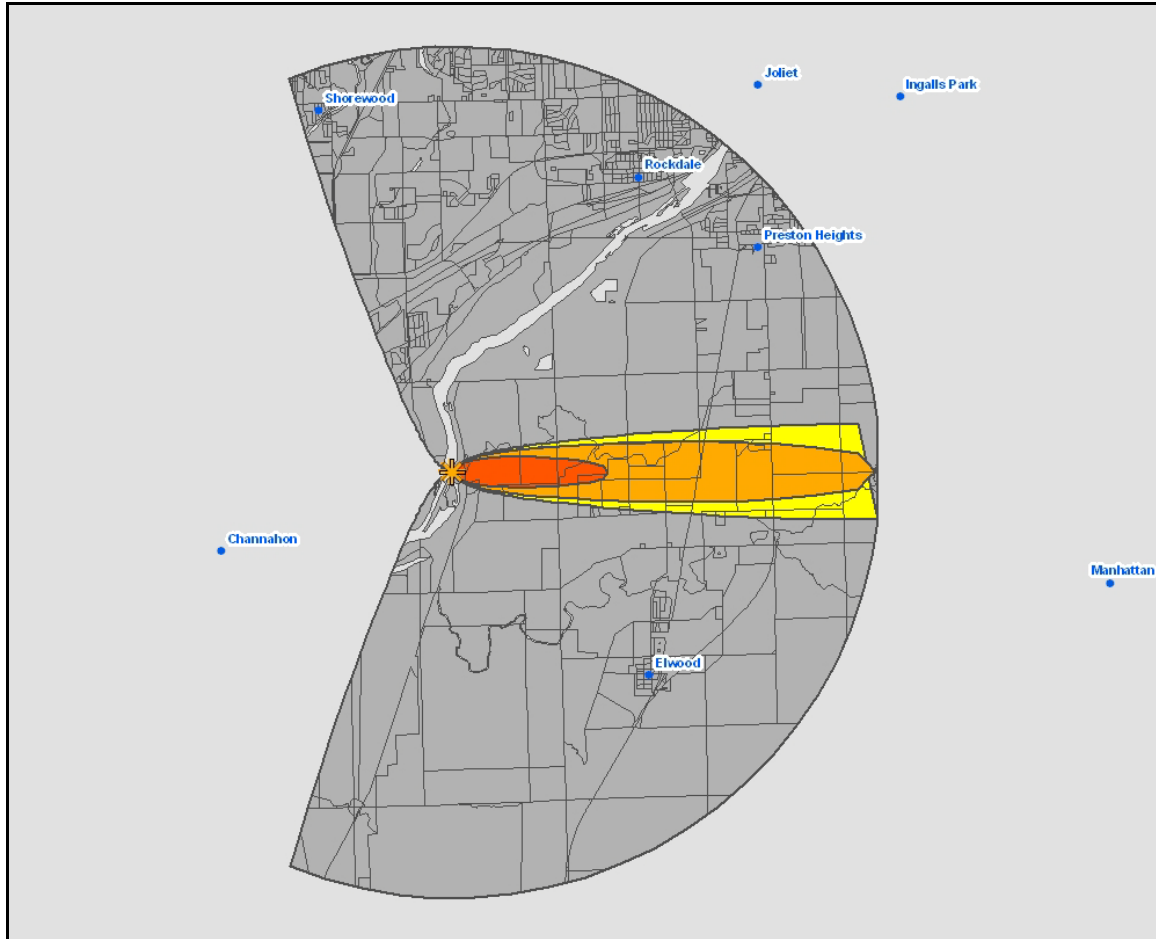 Joliet
Ingalls Park
Shorewood
Rockdale
Preston Heights
Channahon
Manhattan
Elwood